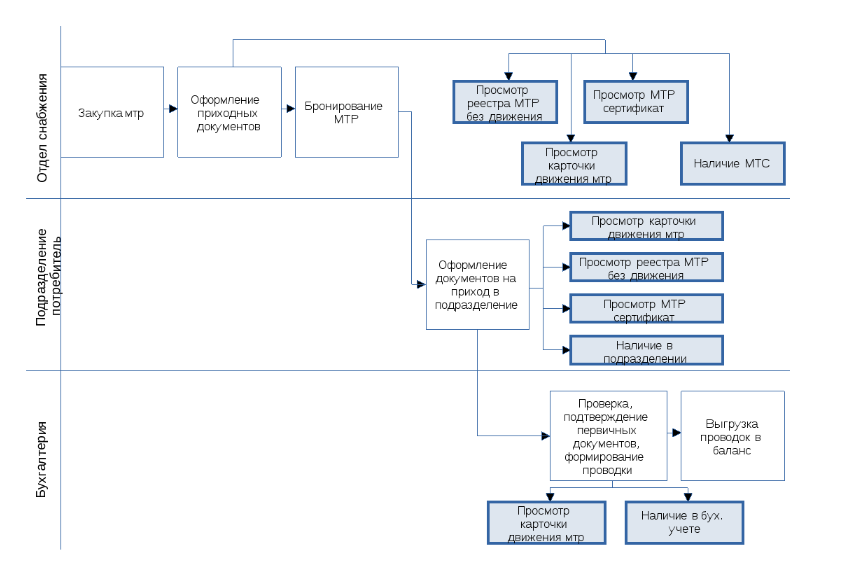 Отдел снабжения
Закупка мтр
Оформление
приходных
документов
Бронирование
МТР
Просмотр
реестра МТР
без движения
Просмотр МТР
сертификат
Просмотр
карточки
движения мтр
Наличие МТС
Подразделение
потребитель
Оформление
документов на
приход в
подразделение
Просмотр карточки
движения мтр
Просмотр реестра МТР
без движения
Просмотр МТР
сертификат
Наличие в
подразделении
Бухгалтерия
Проверка,
подтверждение
первичных
документов,
формирование
проводки
Выгрузка
проводок в
баланс
Просмотр
карточки
движения мтр
Наличие в бух.
учете